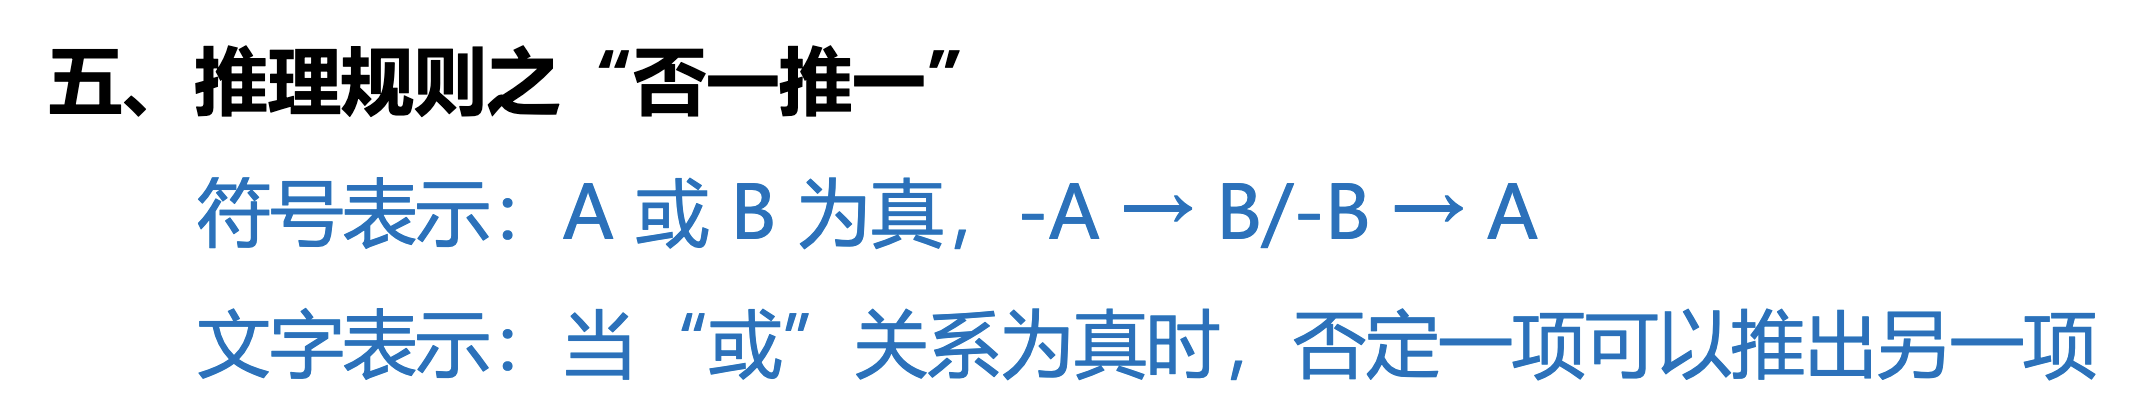 五、推理规则之“否一推一”
符号表示：A 或 B 为真，-A → B/-B → A
文字表示：当“或”关系为真时，否定一项可以推出另一项